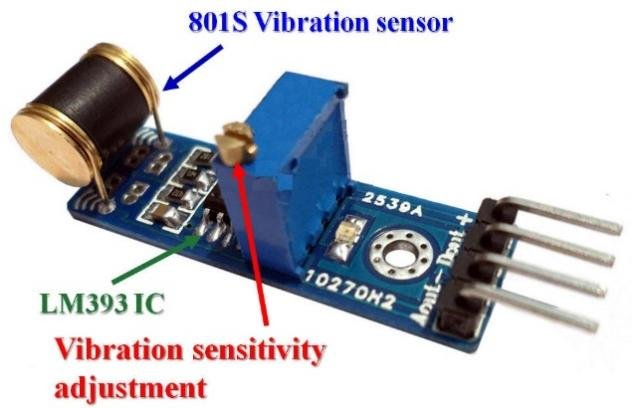 801S Vibration sensor
2539A
+
Dout
-
Aout
10270H2
LM393 IC
Vibration sensitivity
adjustment